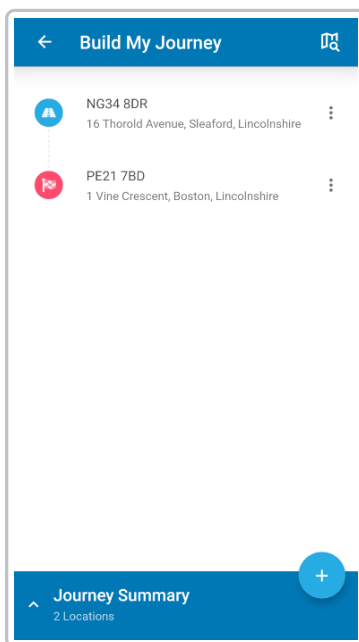 Build My Journey
NG34 8DR
16 Thorold Avenue, Sleaford, Lincolnshire
PE21 7BD
1 Vine Crescent, Boston, Lincolnshire
Journey Summary
2 Locations